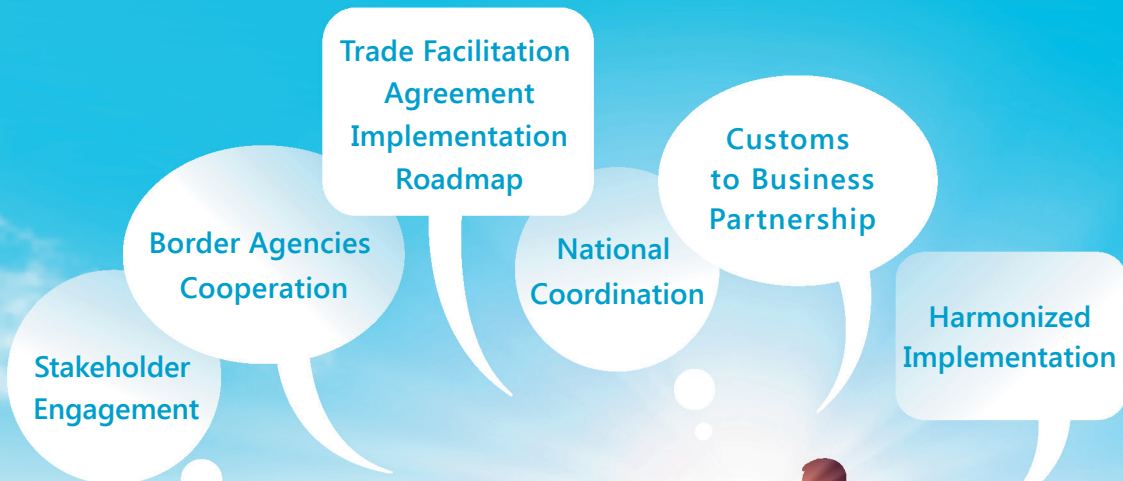 Trade Facilitation
Agreement
Implementation
Roadmap
Customs
to Business
Partnership
Border Agencies
Cooperation
National
Coordination
Harmonized
Implementation
Stakeholder
Engagement